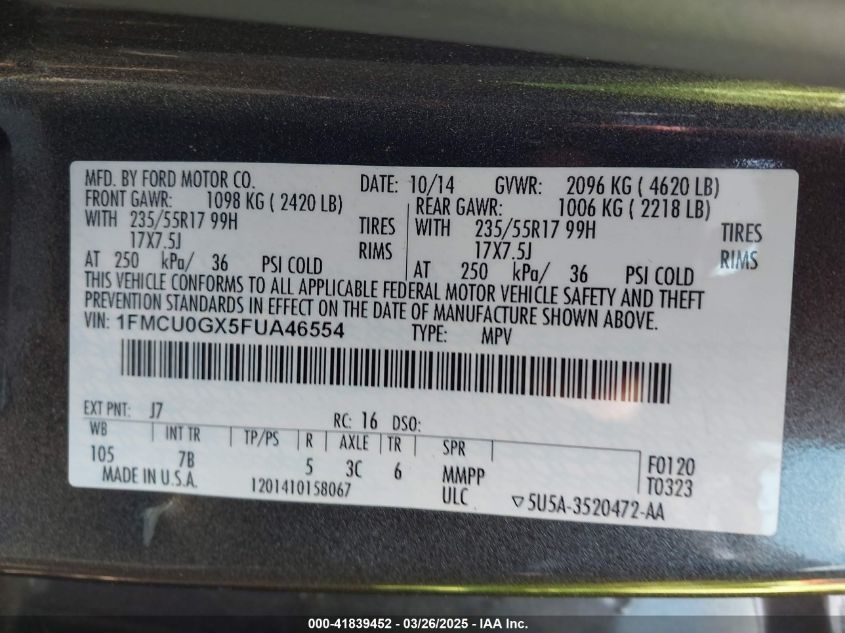 MFD. BY FORD MOTOR CO. DATE: 10/14 GVWR: 2096 KG ( 4620 LB)
FRONT GAWR: 1098 KG ( 2420 LB) REAR GAWR: 1006 KG ( 2218 LB)
WITH 235/55R17 99H TIRES WITH 235/55R17 99H TIRES
17X7.5J RIMS 17X7.5J RIMS
AT 250 kPa/ 36 PSI COLD AT 250 kPa/ 36 PSI COLD
THIS VEHICLE CONFORMS TO ALL APPLICABLE FEDERAL MOTOR VEHICLE SAFETY AND THEFT
PREVENTION STANDARDS IN EFFECT ON THE DATE OF MANUFACTURE SHOWN ABOVE.
VIN: 1FMCU0GX5FUA46554 TYPE: MPV
EXT PNT: J7 RC: 16 DSO:
WB INT TR TP/PS R AXLE TR SPR
105 7B 5 3C 6 MMPP F0120
MADE IN U.S.A. 1201410158067 ULC T0323
▽5U5A-3520472-AA
000-41839452 - 03/26/2025 - IAA Inc.